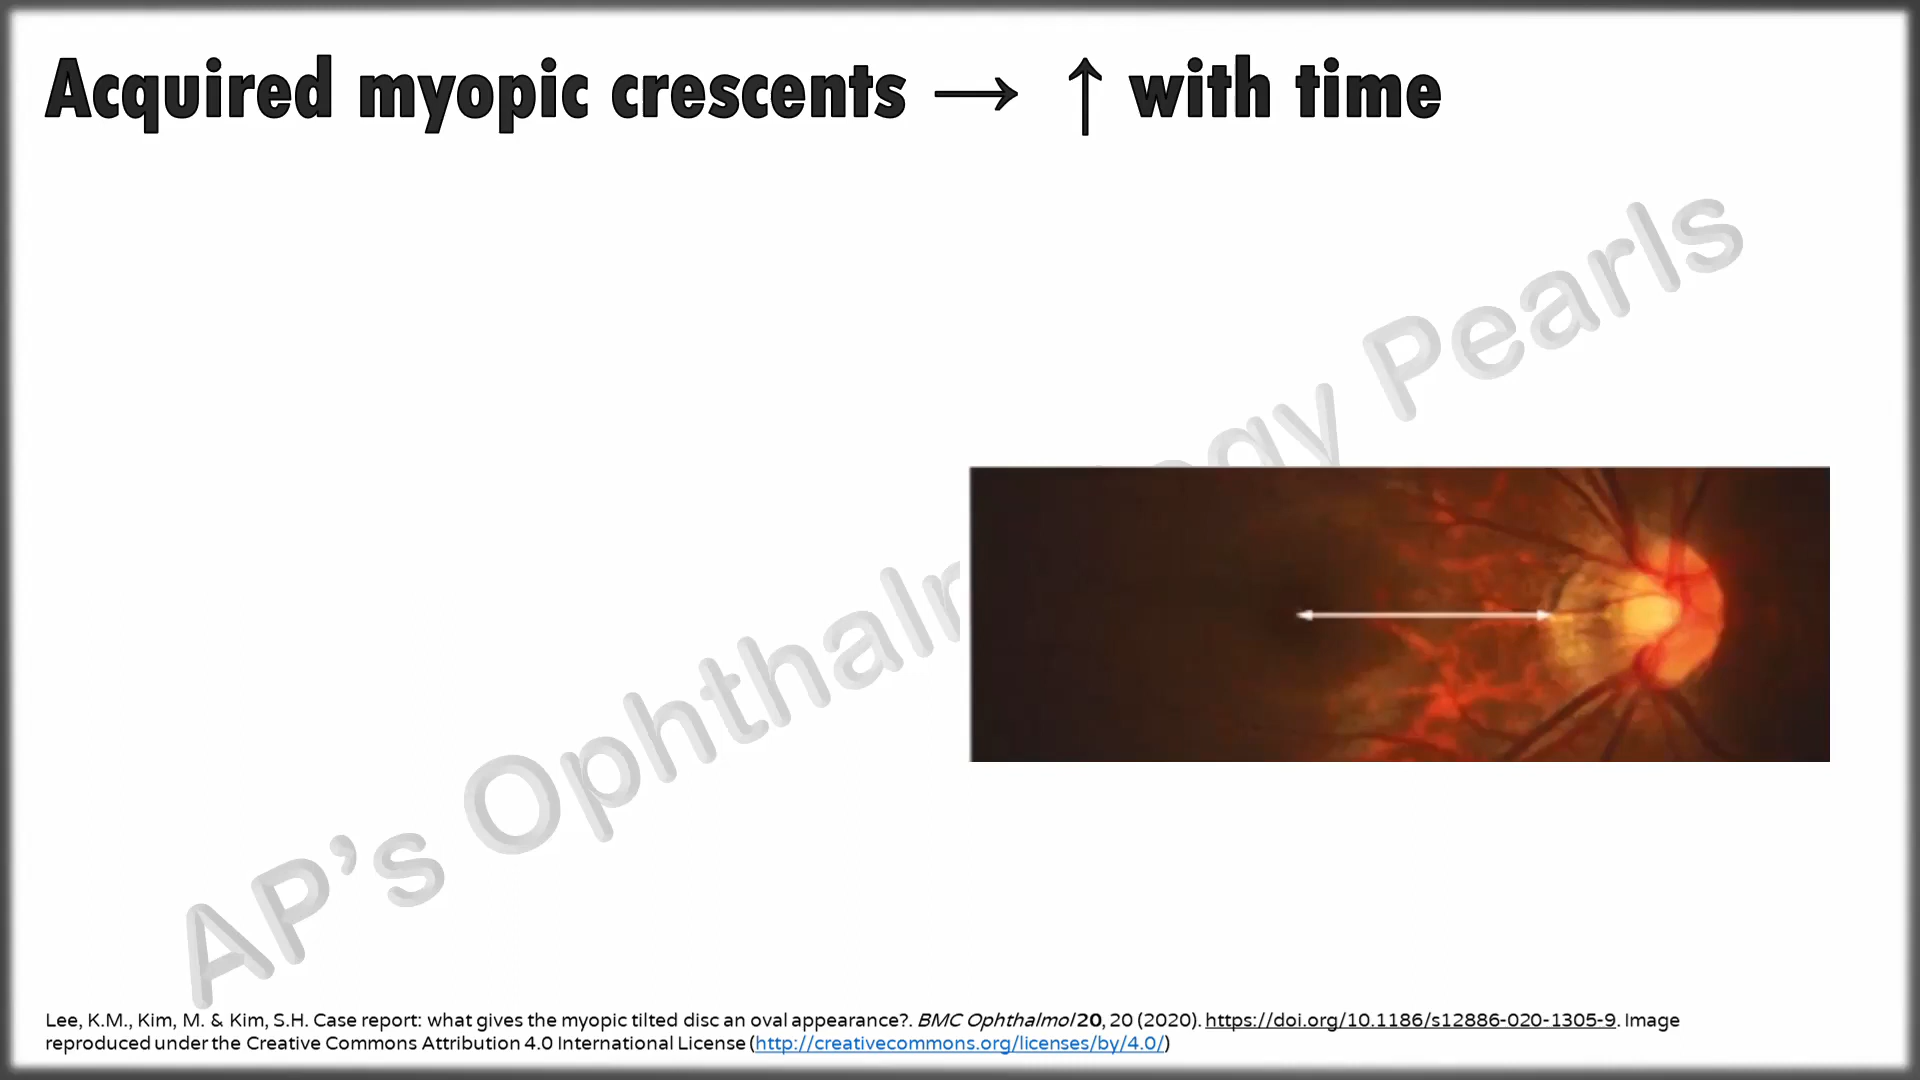 Acquired myopic crescents → ↑ with time
AP's Ophthalm ogy Pearls
Lee, K.M., Kim, M. & Kim, S.H. Case report: what gives the myopic tilted disc an oval appearance?. BMC Ophthalmol 20, 20 (2020). https://doi.org/10.1186/s12886-020-1305-9. Image
reproduced under the Creative Commons Attribution 4.0 International License (http://creativecommons.org/licenses/by/4.0/)